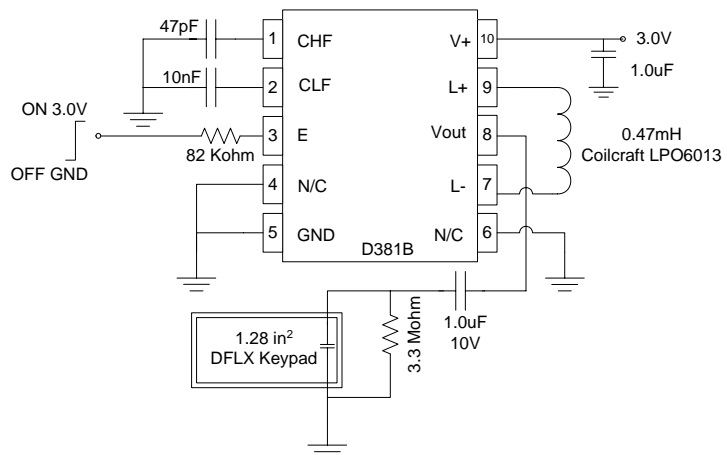 47pF
1
CHF
V+
10
3.0V
1.0uF
10nF
2
CLF
L+
9
ON 3.0V
OFF GND
82 Kohm
3
E
Vout
8
0.47mH
Coilcraft LPO6013
4
N/C
L-
7
5
GND
N/C
6
D381B
1.28 in²
DFLX Keypad
3.3 Mohm
1.0uF
10V